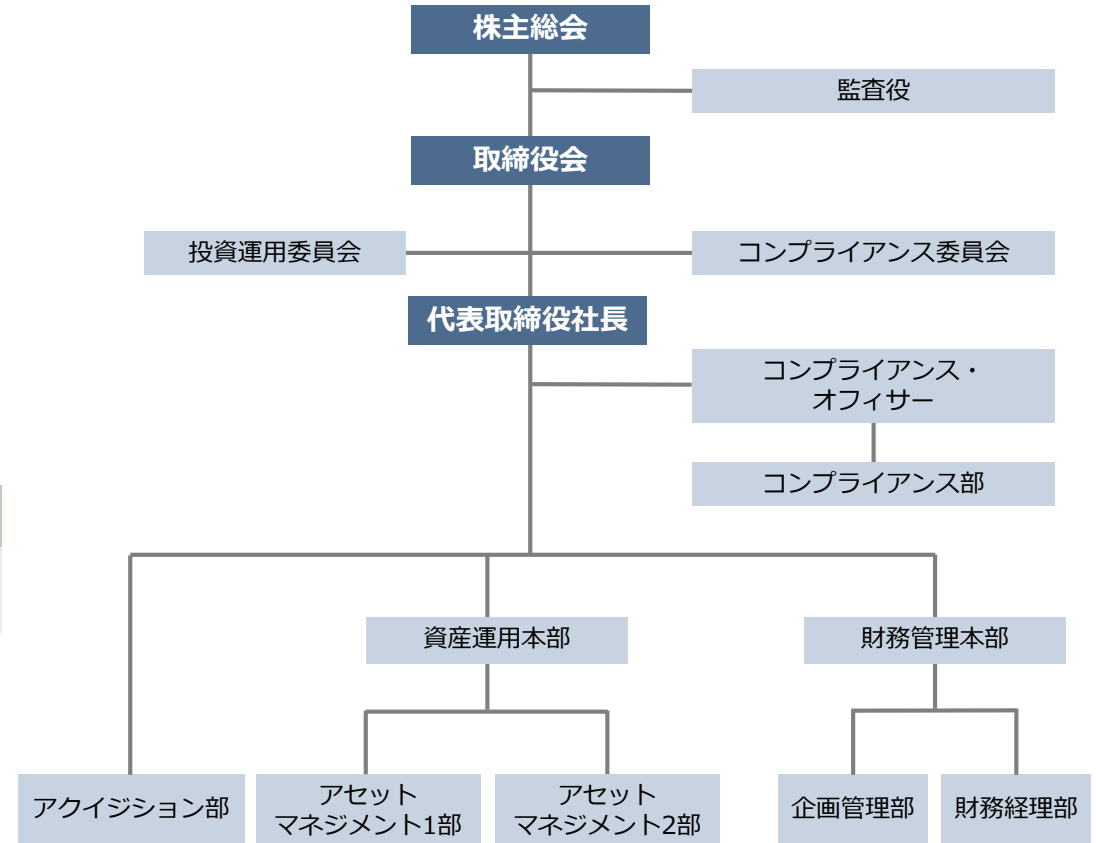 株主総会
監査役
取締役会
投資運用委員会
コンプライアンス委員会
代表取締役社長
コンプライアンス・
オフィサー
コンプライアンス部
資産運用本部
財務管理本部
アクイジション部
アセット
マネジメント1部
アセット
マネジメント2部
企画管理部
財務経理部